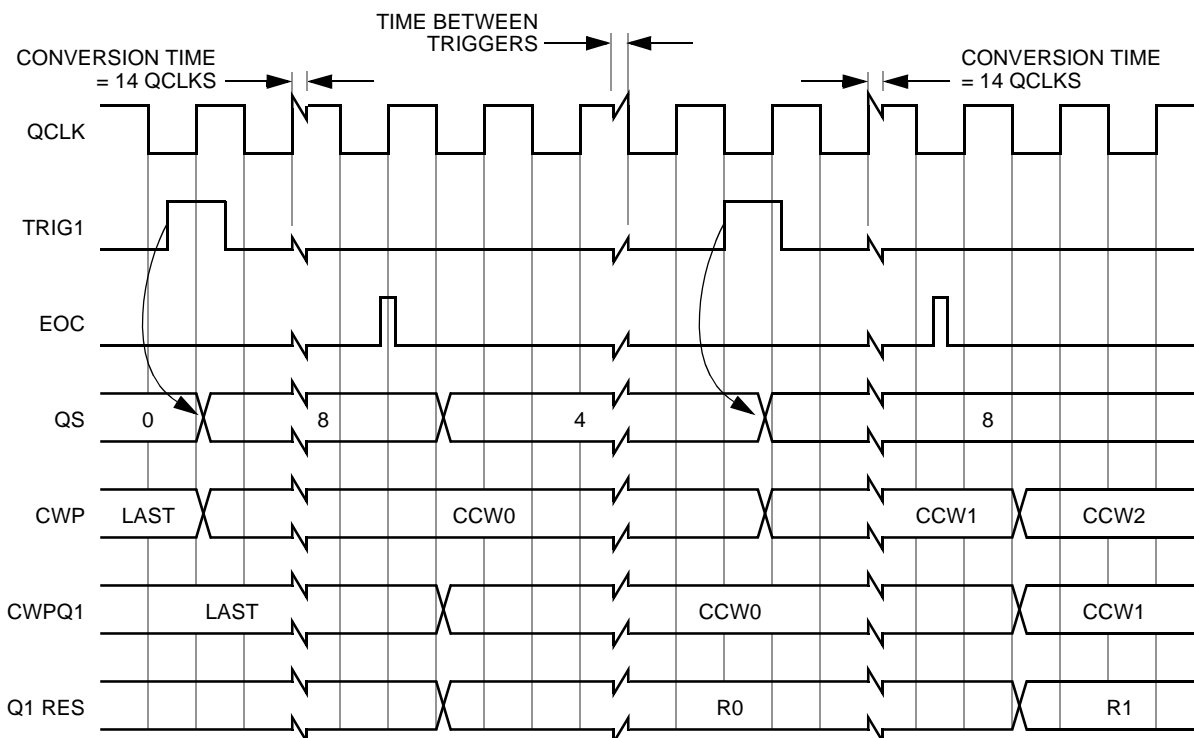 TIME BETWEEN
TRIGGERS
CONVERSION TIME
= 14 QCLKS
CONVERSION TIME
= 14 QCLKS
QCLK
TRIG1
EOC
QS
0
8
4
8
CWP
LAST
CCW0
CCW1
CCW2
CWPQ1
LAST
CCW0
CCW1
Q1 RES
R0
R1